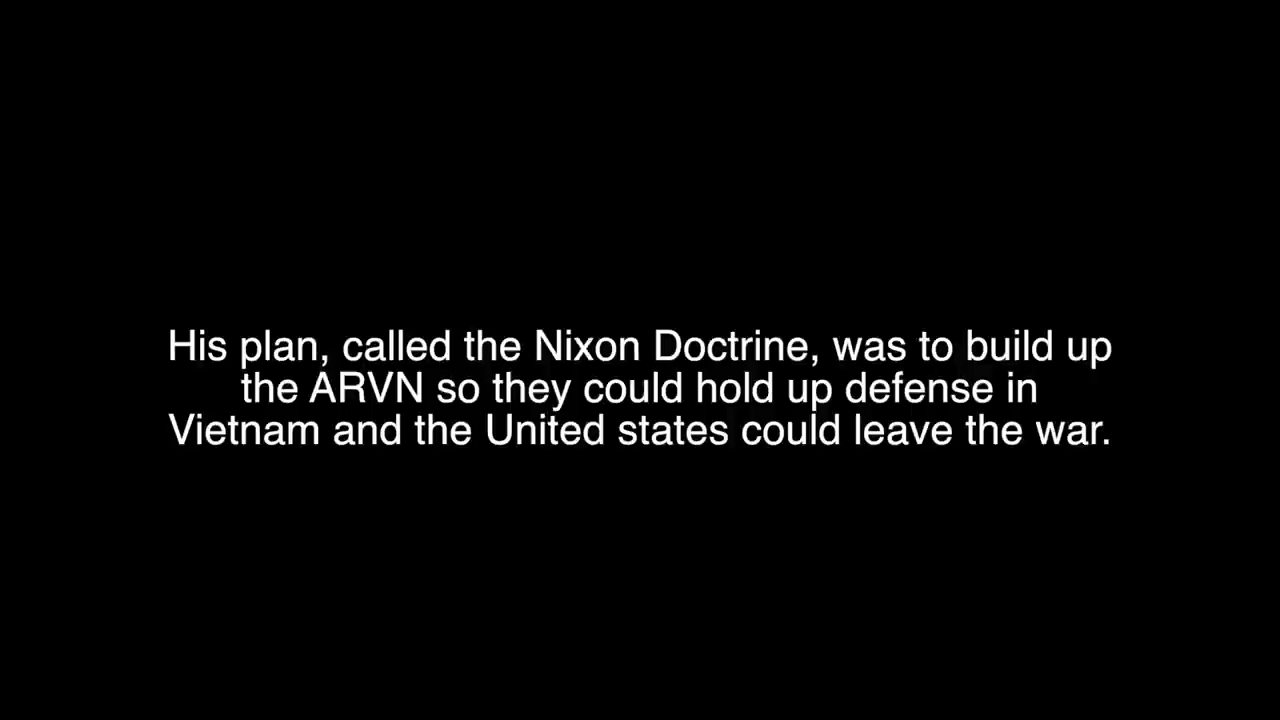 His plan, called the Nixon Doctrine, was to build up
the ARVN so they could hold up defense in
Vietnam and the United states could leave the war.